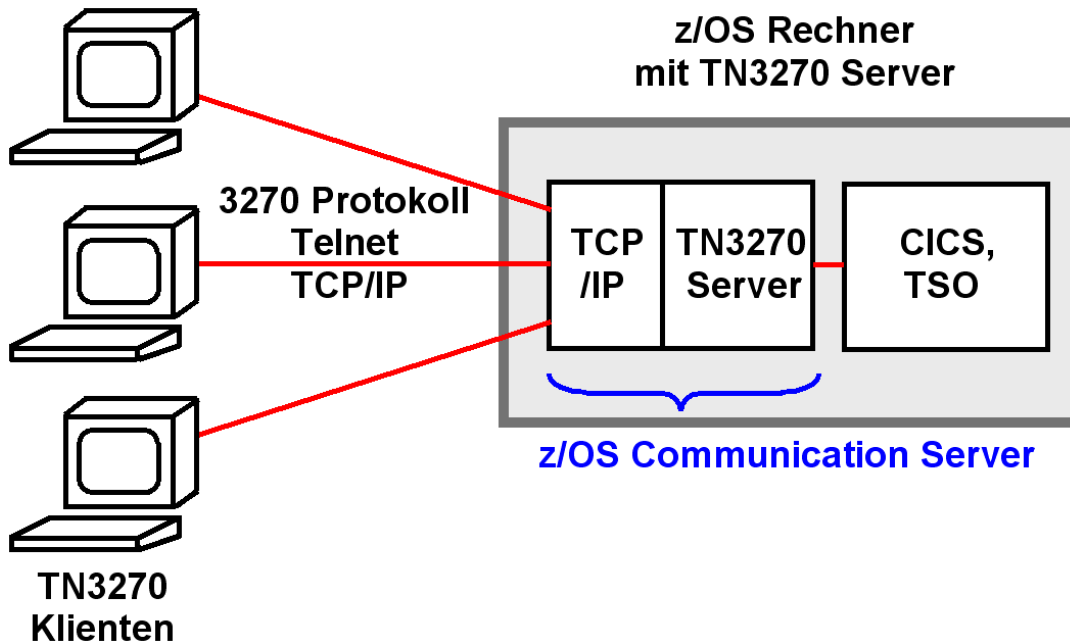 z/OS Rechner
mit TN3270 Server
3270 Protokoll
Telnet
TCP/IP
TCP
/IP
TN3270
Server
CICS,
TSO
z/OS Communication Server
TN3270
Klienten